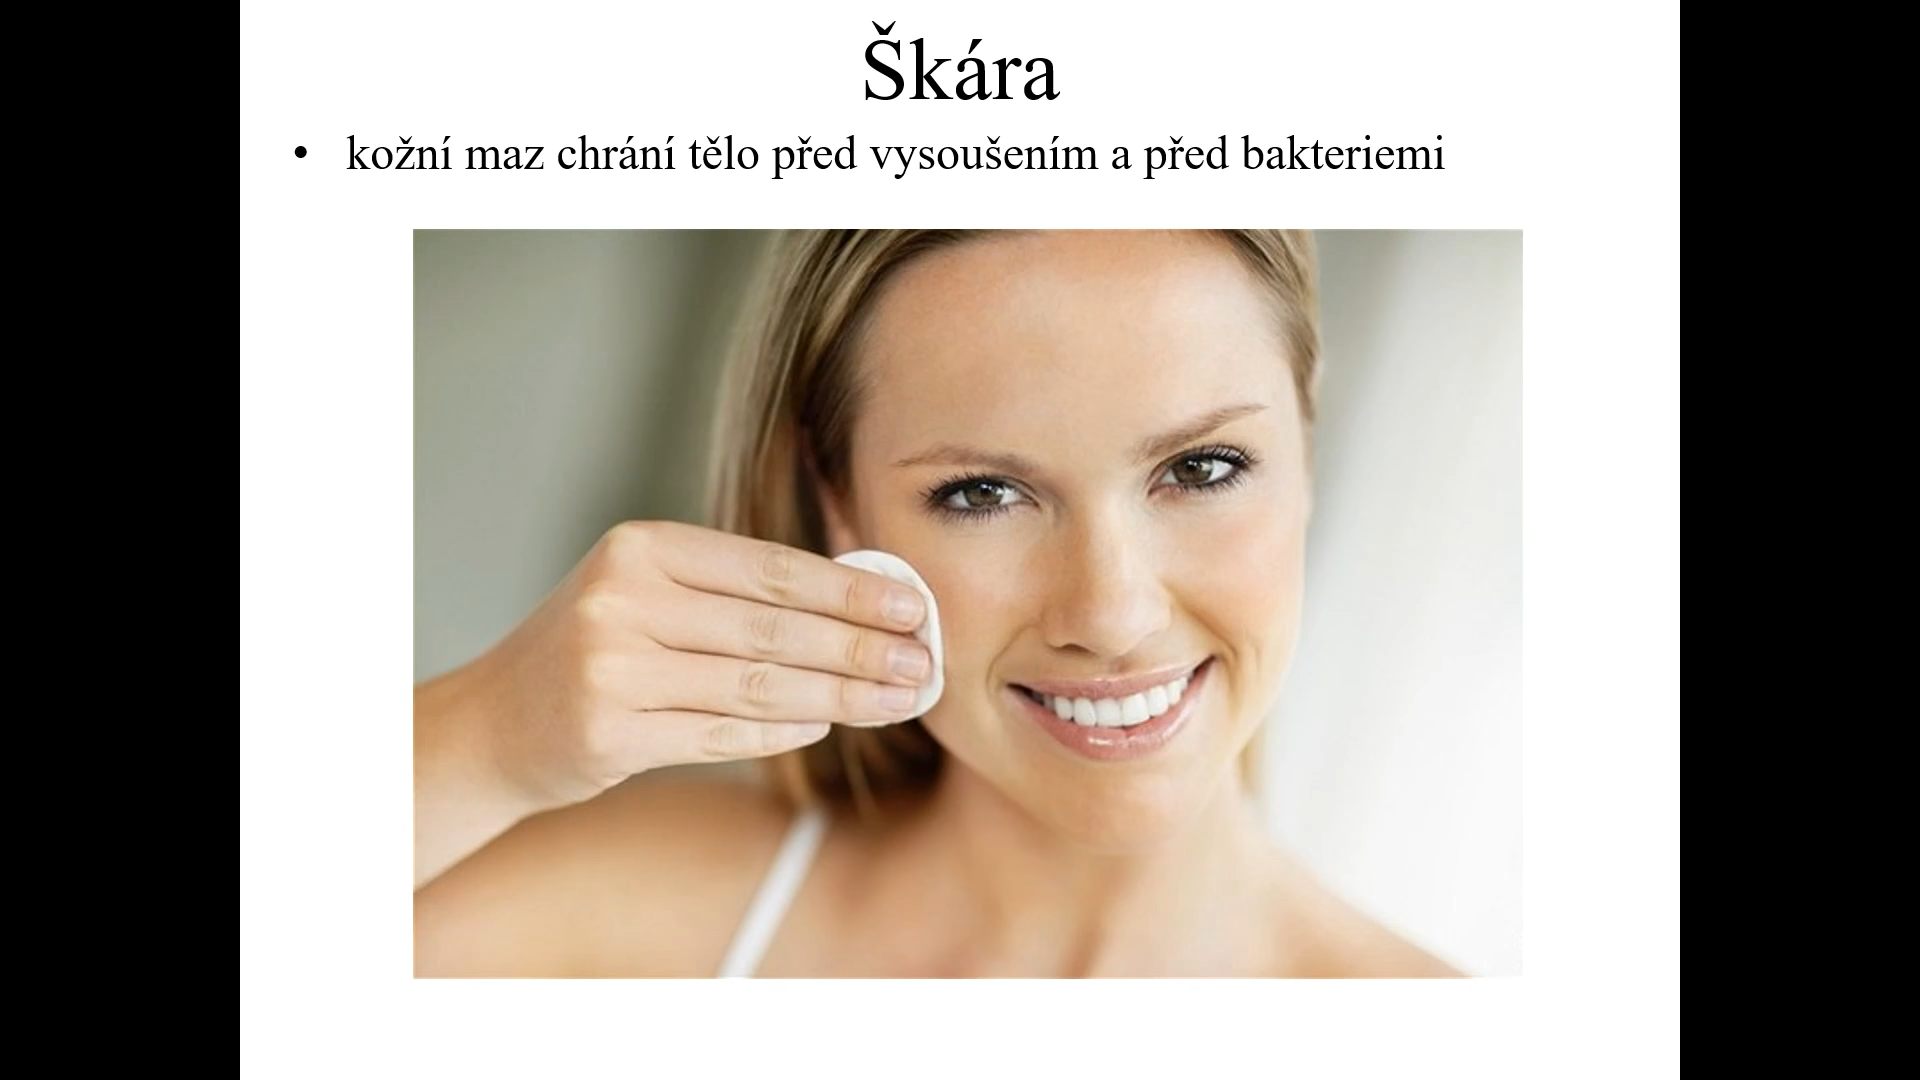 Škára
• kožní maz chrání tělo před vysoušením a před bakteriemi